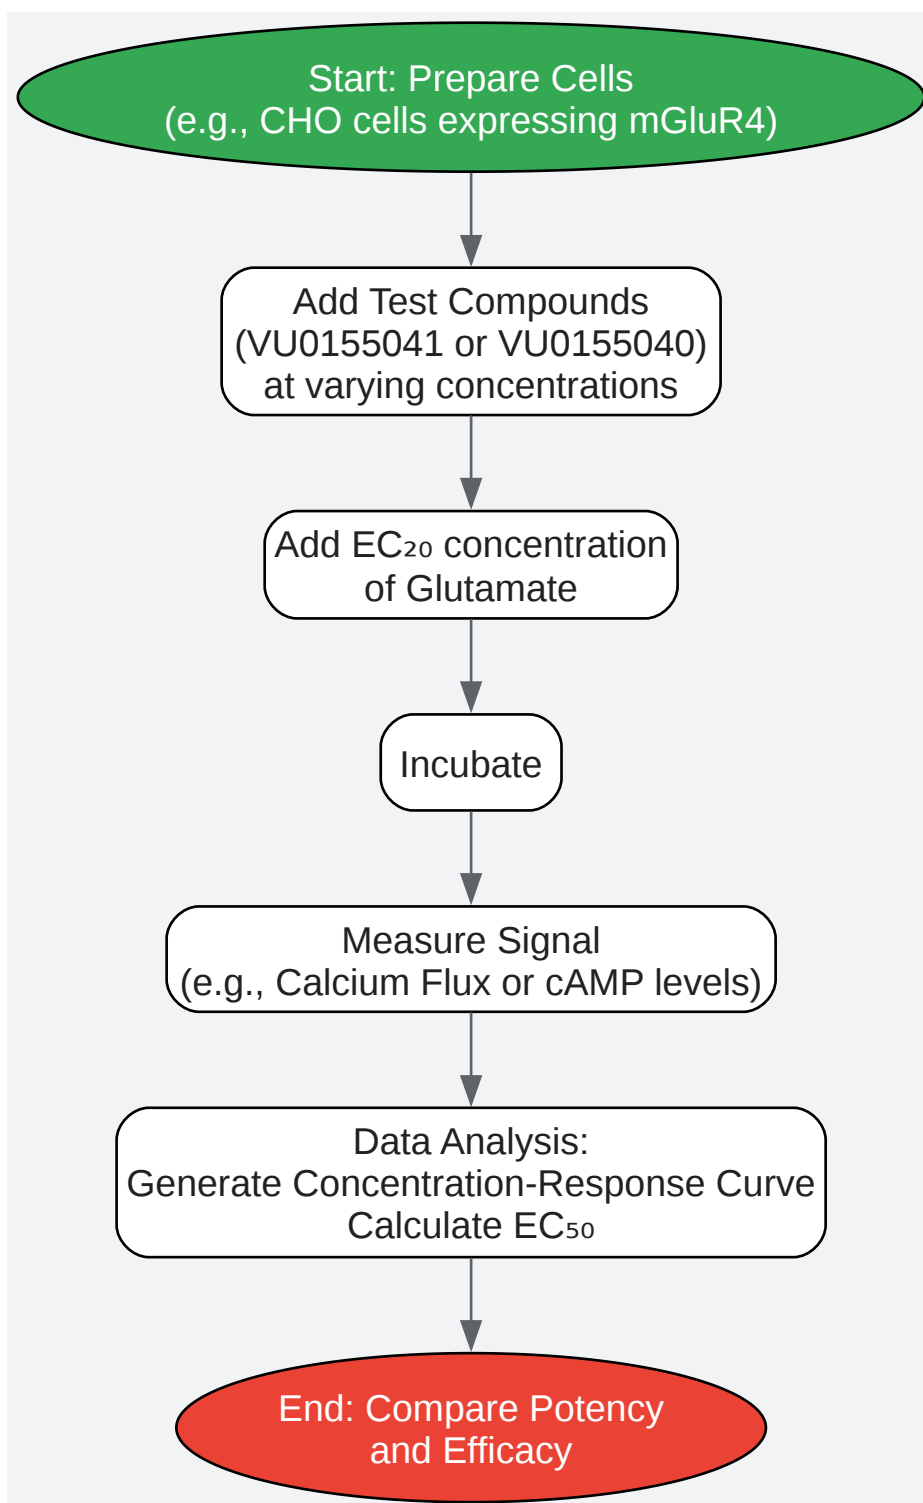 Start: Prepare Cells
(e.g., CHO cells expressing mGluR4)
Add Test Compounds
(VU0155041 or VU0155040)
at varying concentrations
Add EC₂₀ concentration
of Glutamate
Incubate
Measure Signal
(e.g., Calcium Flux or cAMP levels)
Data Analysis:
Generate Concentration-Response Curve
Calculate EC₅₀
End: Compare Potency
and Efficacy